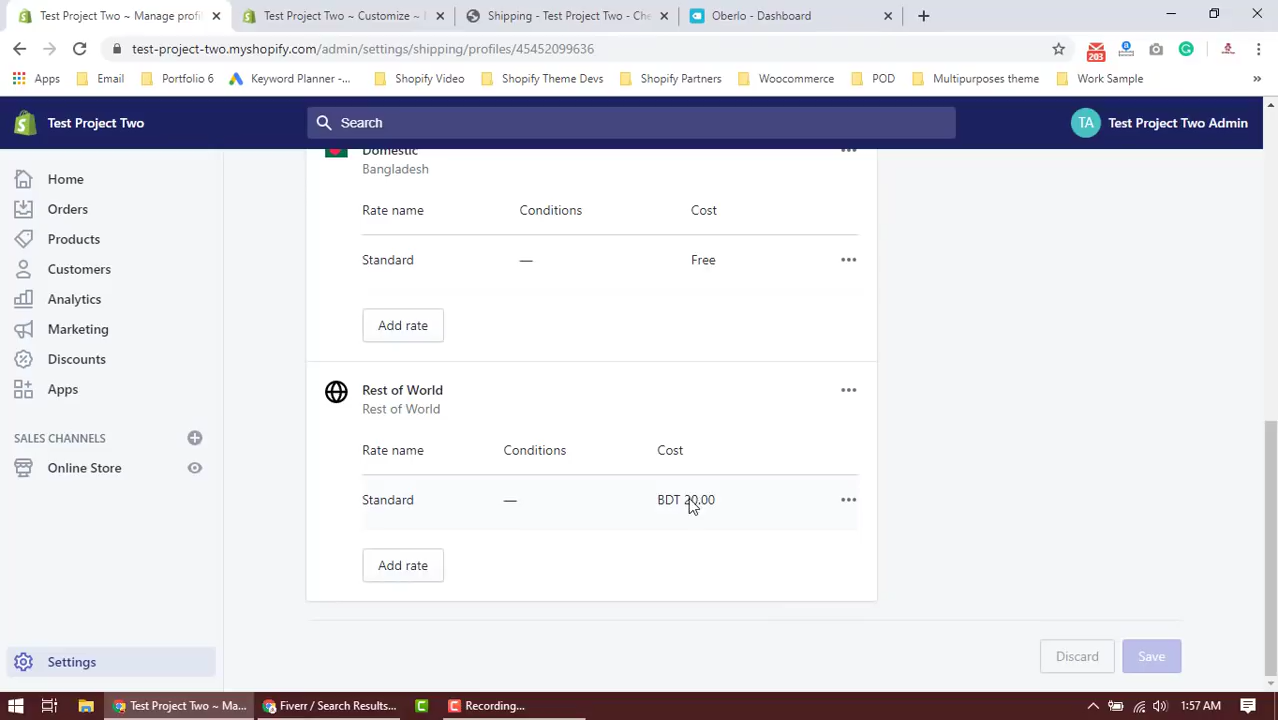 Test Project Two ~ Manage profi
Test Project Two ~ Customize ~
Shipping - Test Project Two - Che
Oberlo - Dashboard
test-project-two.myshopify.com/admin/settings/shipping/profiles/45452099636
203
Apps
Email
Portfolio 6
Keyword Planner -...
Shopify Video
Shopify Theme Devs
Shopify Partners
Woocommerce
POD
Multipurposes theme
Work Sample
»
Test Project Two
Search
TA
Test Project Two Admin
Home
Orders
Products
Customers
Analytics
Marketing
Discounts
Apps
SALES CHANNELS
Online Store
Settings
Domestic
Bangladesh
Rate name Conditions Cost
Standard — Free
Add rate
Rest of World
Rest of World
Rate name Conditions Cost
Standard — BDT 20.00
Add rate
Discard
Save
Test Project Two ~ Ma...
Fiverr / Search Results...
Recording...
1:57 AM